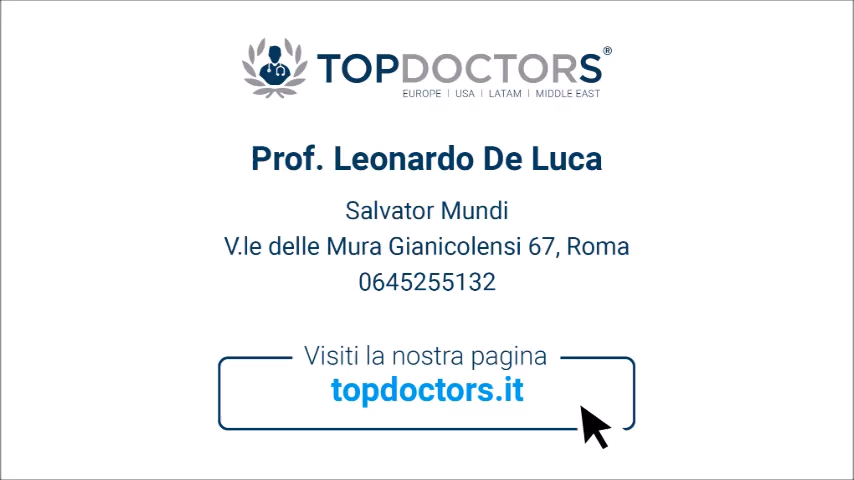 TOPDOCTORS®
EUROPE | USA | LATAM | MIDDLE EAST
Prof. Leonardo De Luca
Salvator Mundi
V.le delle Mura Gianicolensi 67, Roma
0645255132
Visiti la nostra pagina
topdoctors.it